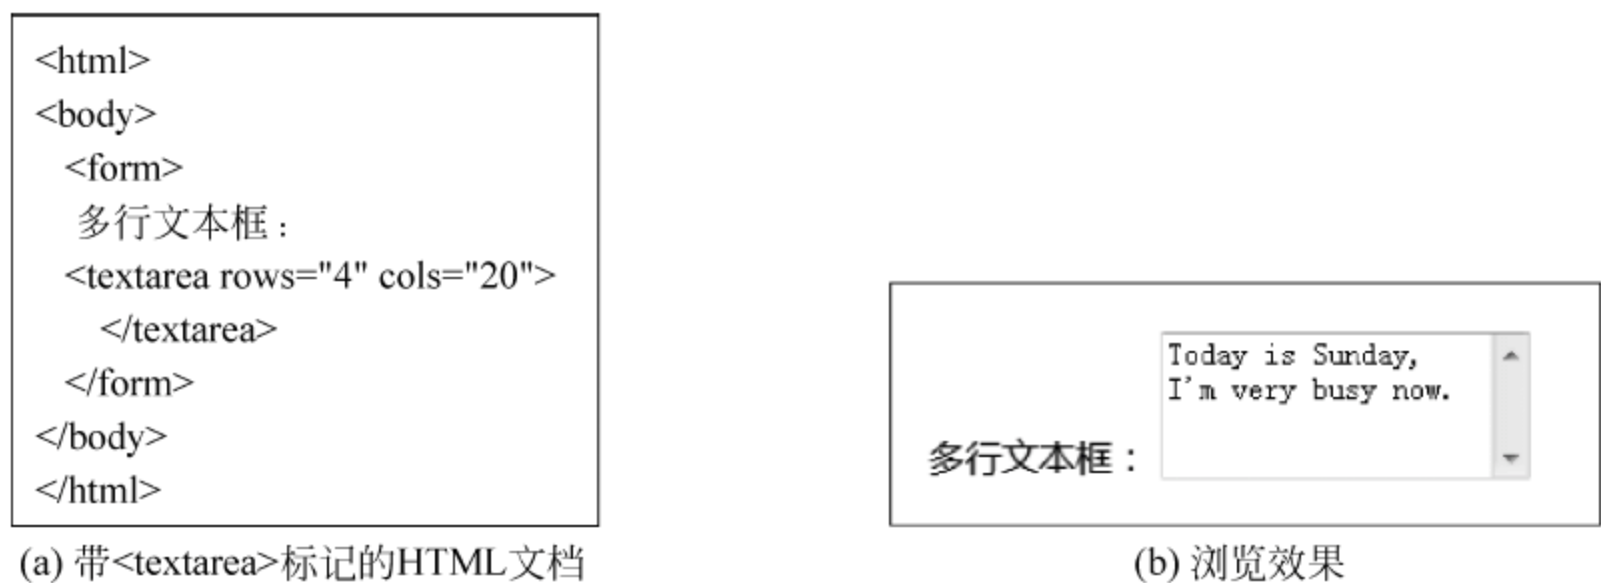 <html>
<body>
<form>
多行文本框：
<textarea rows="4" cols="20">
</textarea>
</form>
</body>
</html>
(a) 带<textarea>标记的HTML文档
Today is Sunday,
I'm very busy now.
多行文本框：
(b) 浏览效果